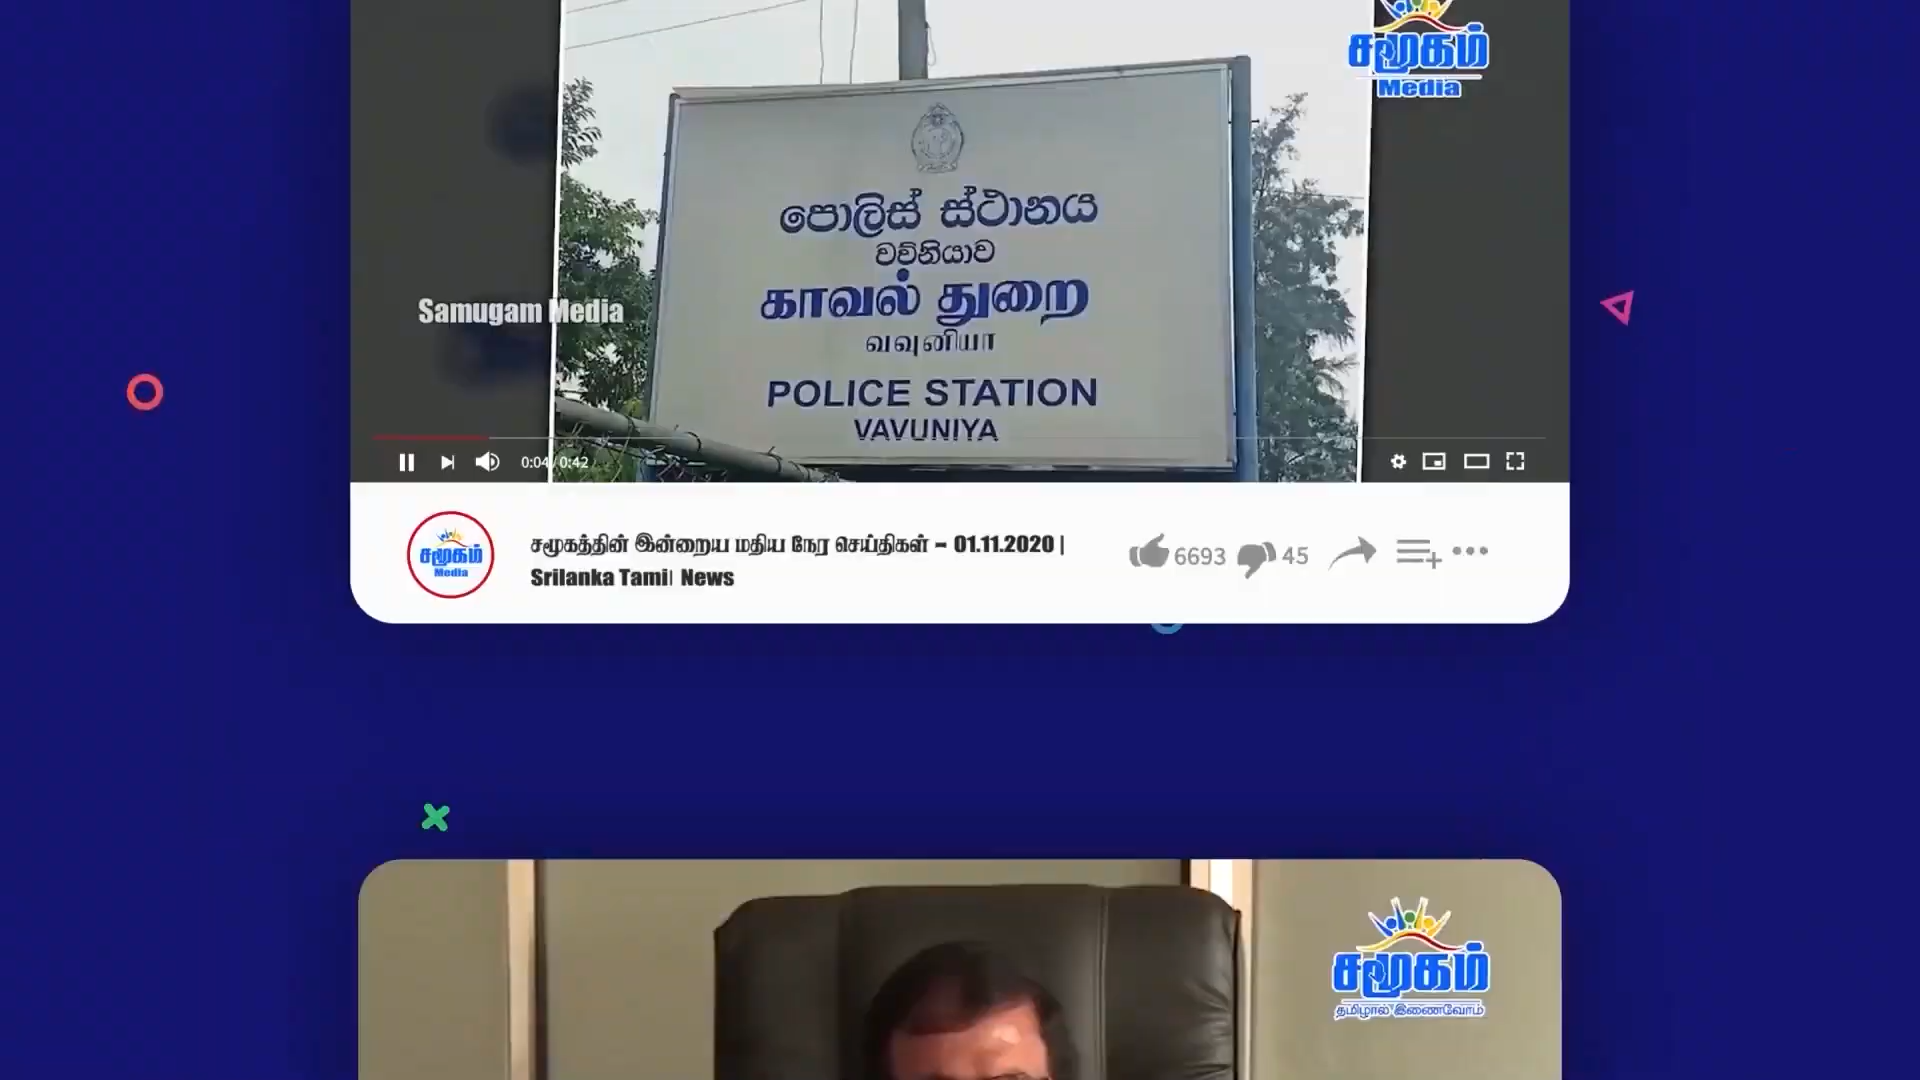 சமூகம்
Media
පොලිස් ස්ථානය
වව්නියාව
காவல் துறை
வவுனியா
POLICE STATION
VAVUNIYA
Samugam Media
0:04/0:42
சமூகம்
Media
சமூகத்தின் இன்றைய மதிய நேர செய்திகள் – 01.11.2020 |
Srilanka Tamil News
6693
45
சமூகம்
தமிழால் இணைவோம்